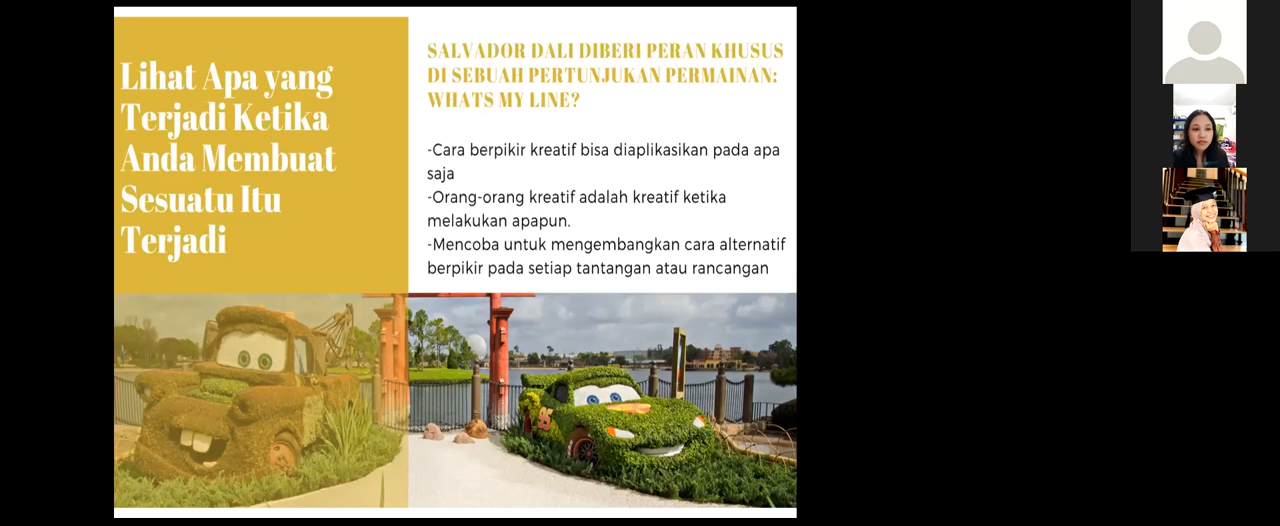 Lihat Apa yang
Terjadi Ketika
Anda Membuat
Sesuatu Itu
Terjadi
SALVADOR DALI DIBERI PERAN KHUSUS
DI SEBUAH PERTUNJUKAN PERMAINAN:
WHATS MY LINE?
-Cara berpikir kreatif bisa diaplikasikan pada apa
saja
-Orang-orang kreatif adalah kreatif ketika
melakukan apapun.
-Mencoba untuk mengembangkan cara alternatif
berpikir pada setiap tantangan atau rancangan
95